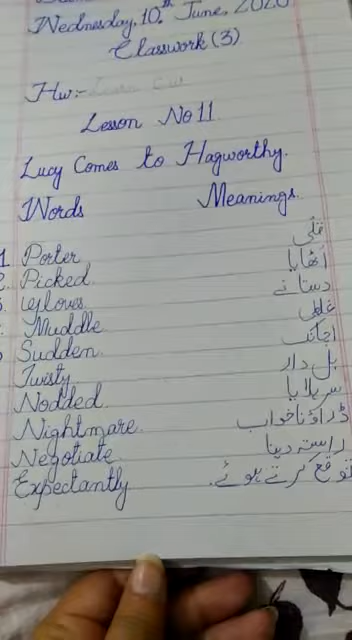 Wednesday, 10th June, 2020
Classwork (3)
Hw:- Learn
Lesson No 11
Lucy Comes to Hagworthy.
Words Meanings.
1 Porter قلی
2. Picked اٹھایا
3. Gloves دستانے
Muddle غلطی
Sudden اچانک
Twisty بل دار
Nodded سر ہلایا
Nightmare ڈراؤنا خواب
Negotiate راستہ دینا
Expectantly توقع کرتے ہوئے.